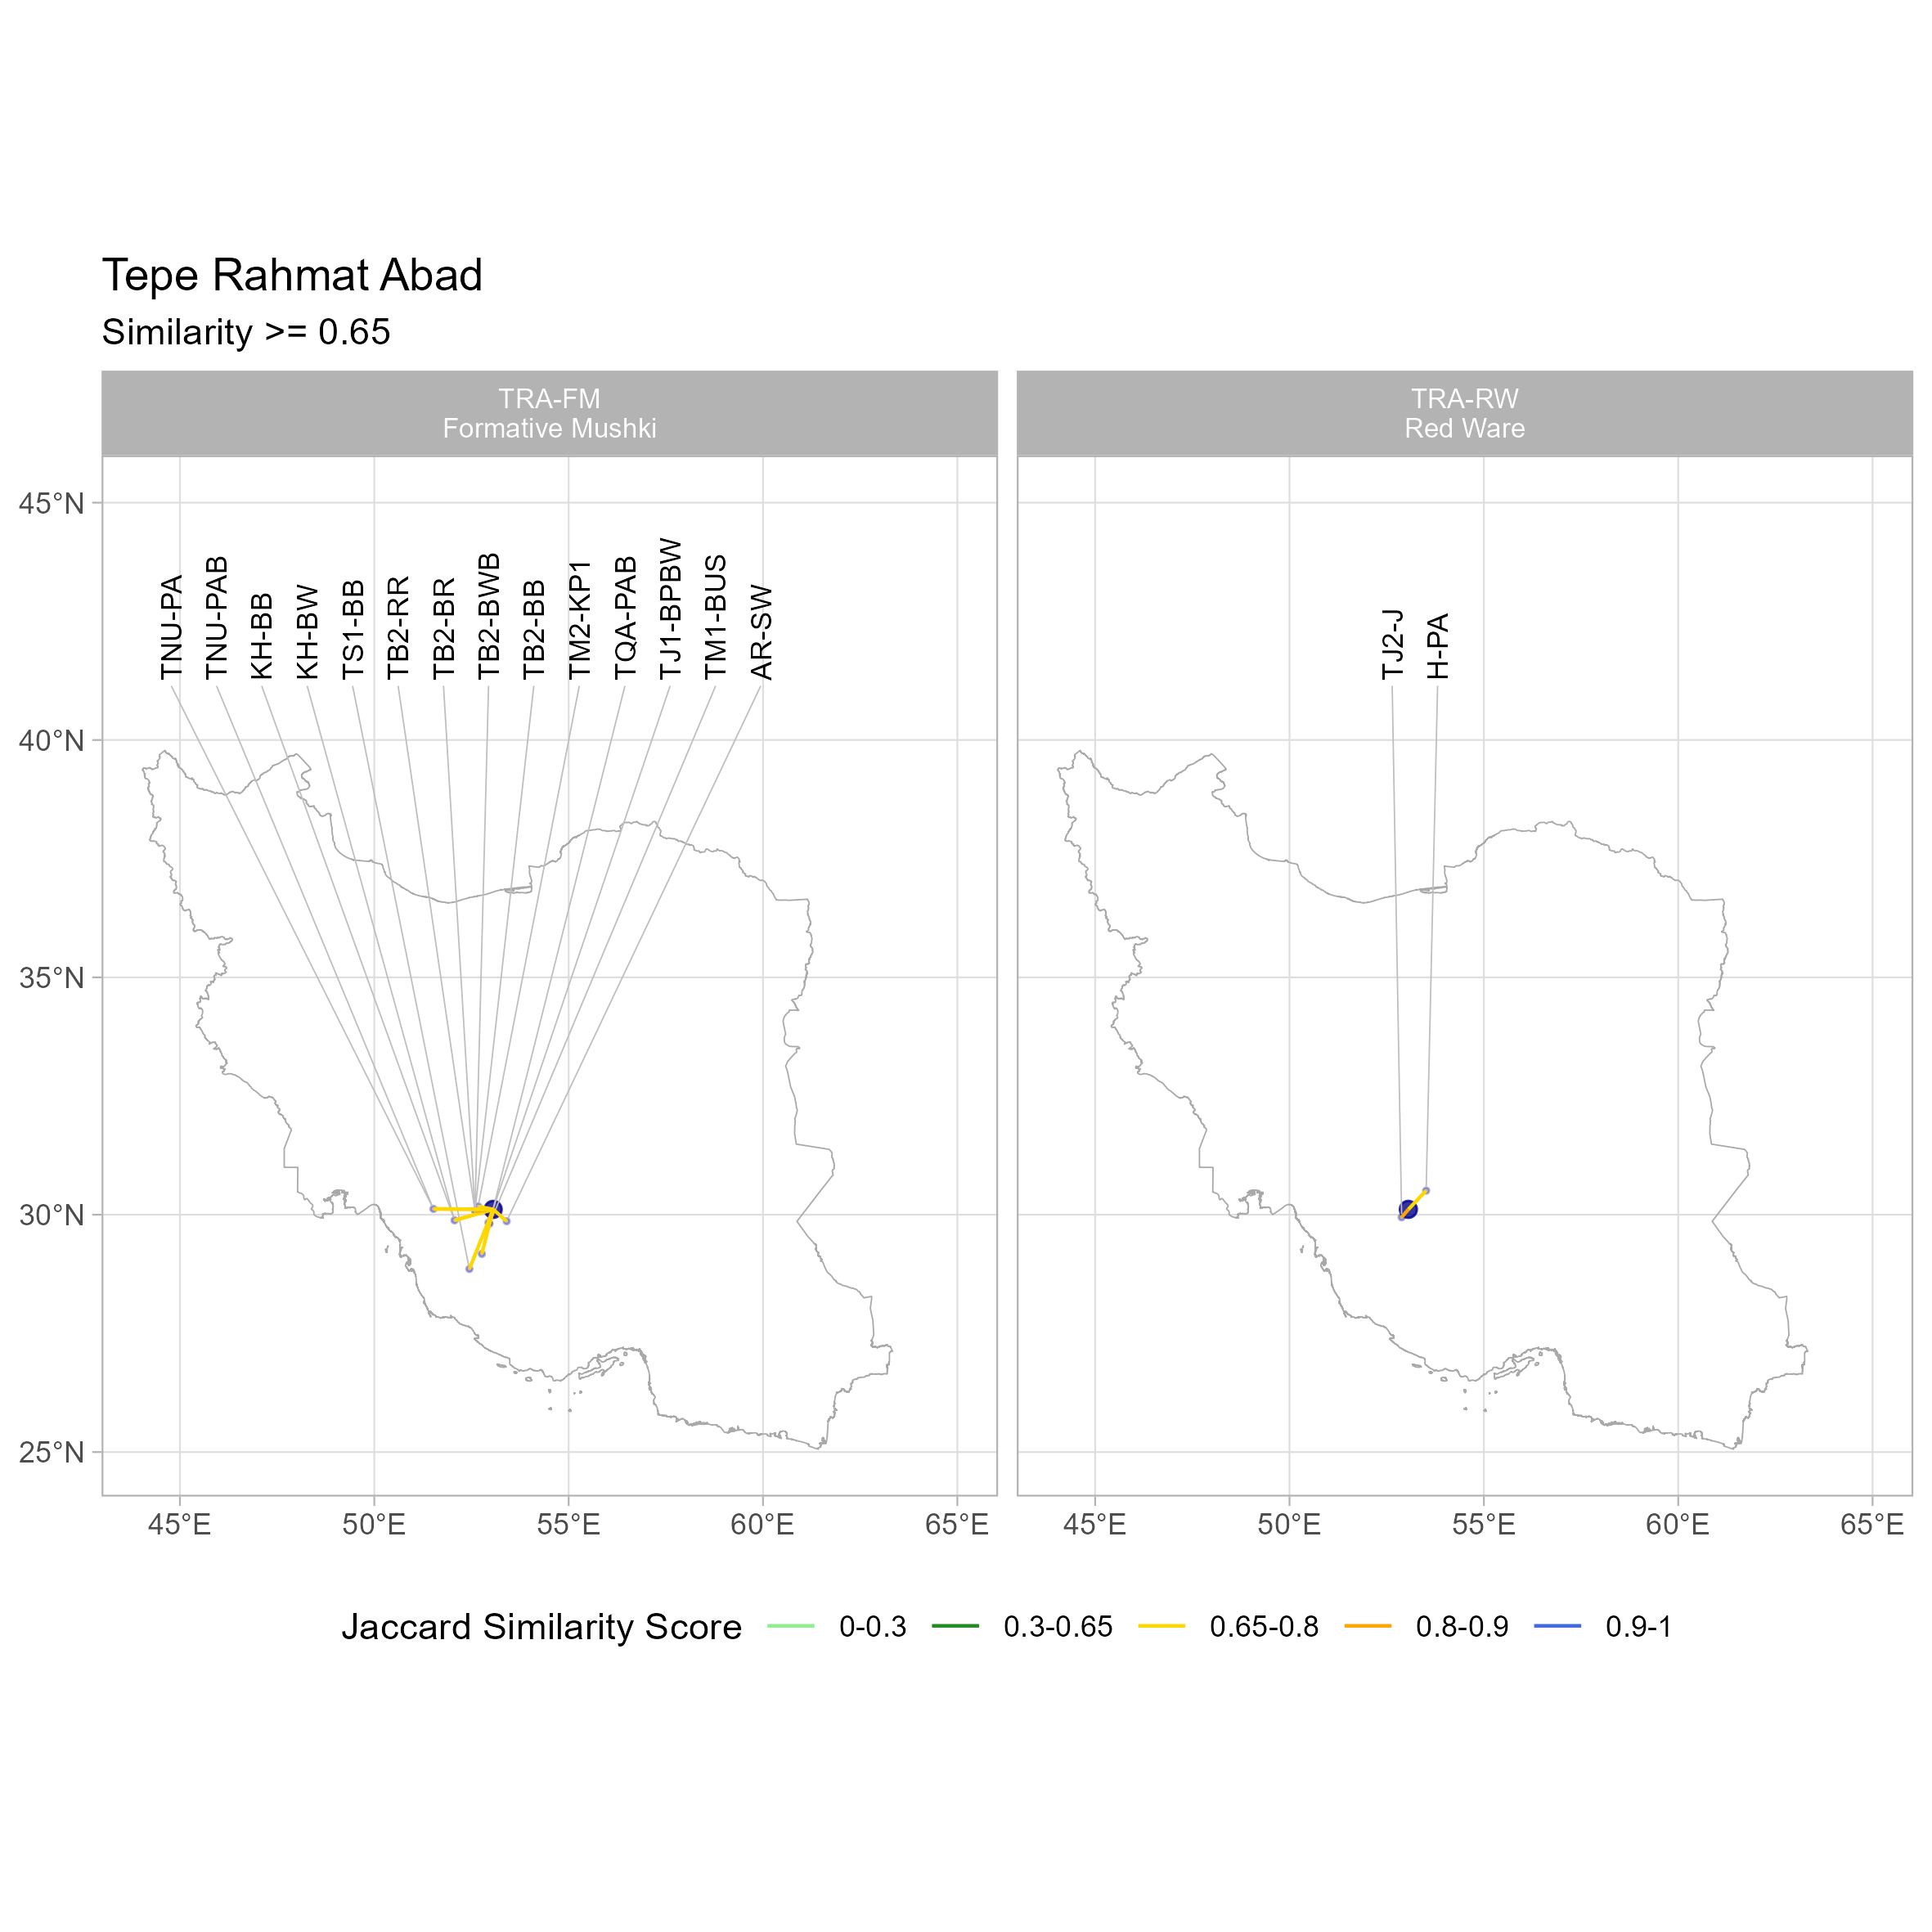 Tepe Rahmat Abad
Similarity >= 0.65
TRA-FM
Formative Mushki
TRA-RW
Red Ware
TNU-PA
TNU-PAB
KH-BB
KH-BW
TS1-BB
TB2-RR
TB2-BR
TB2-BWB
TB2-BB
TM2-KP1
TQA-PAB
TJ1-BPBW
TM1-BUS
AR-SW
TJ2-J
H-PA
45°N
40°N
35°N
30°N
25°N
45°E 50°E 55°E 60°E 65°E
45°E 50°E 55°E 60°E 65°E
Jaccard Similarity Score 0-0.3 0.3-0.65 0.65-0.8 0.8-0.9 0.9-1